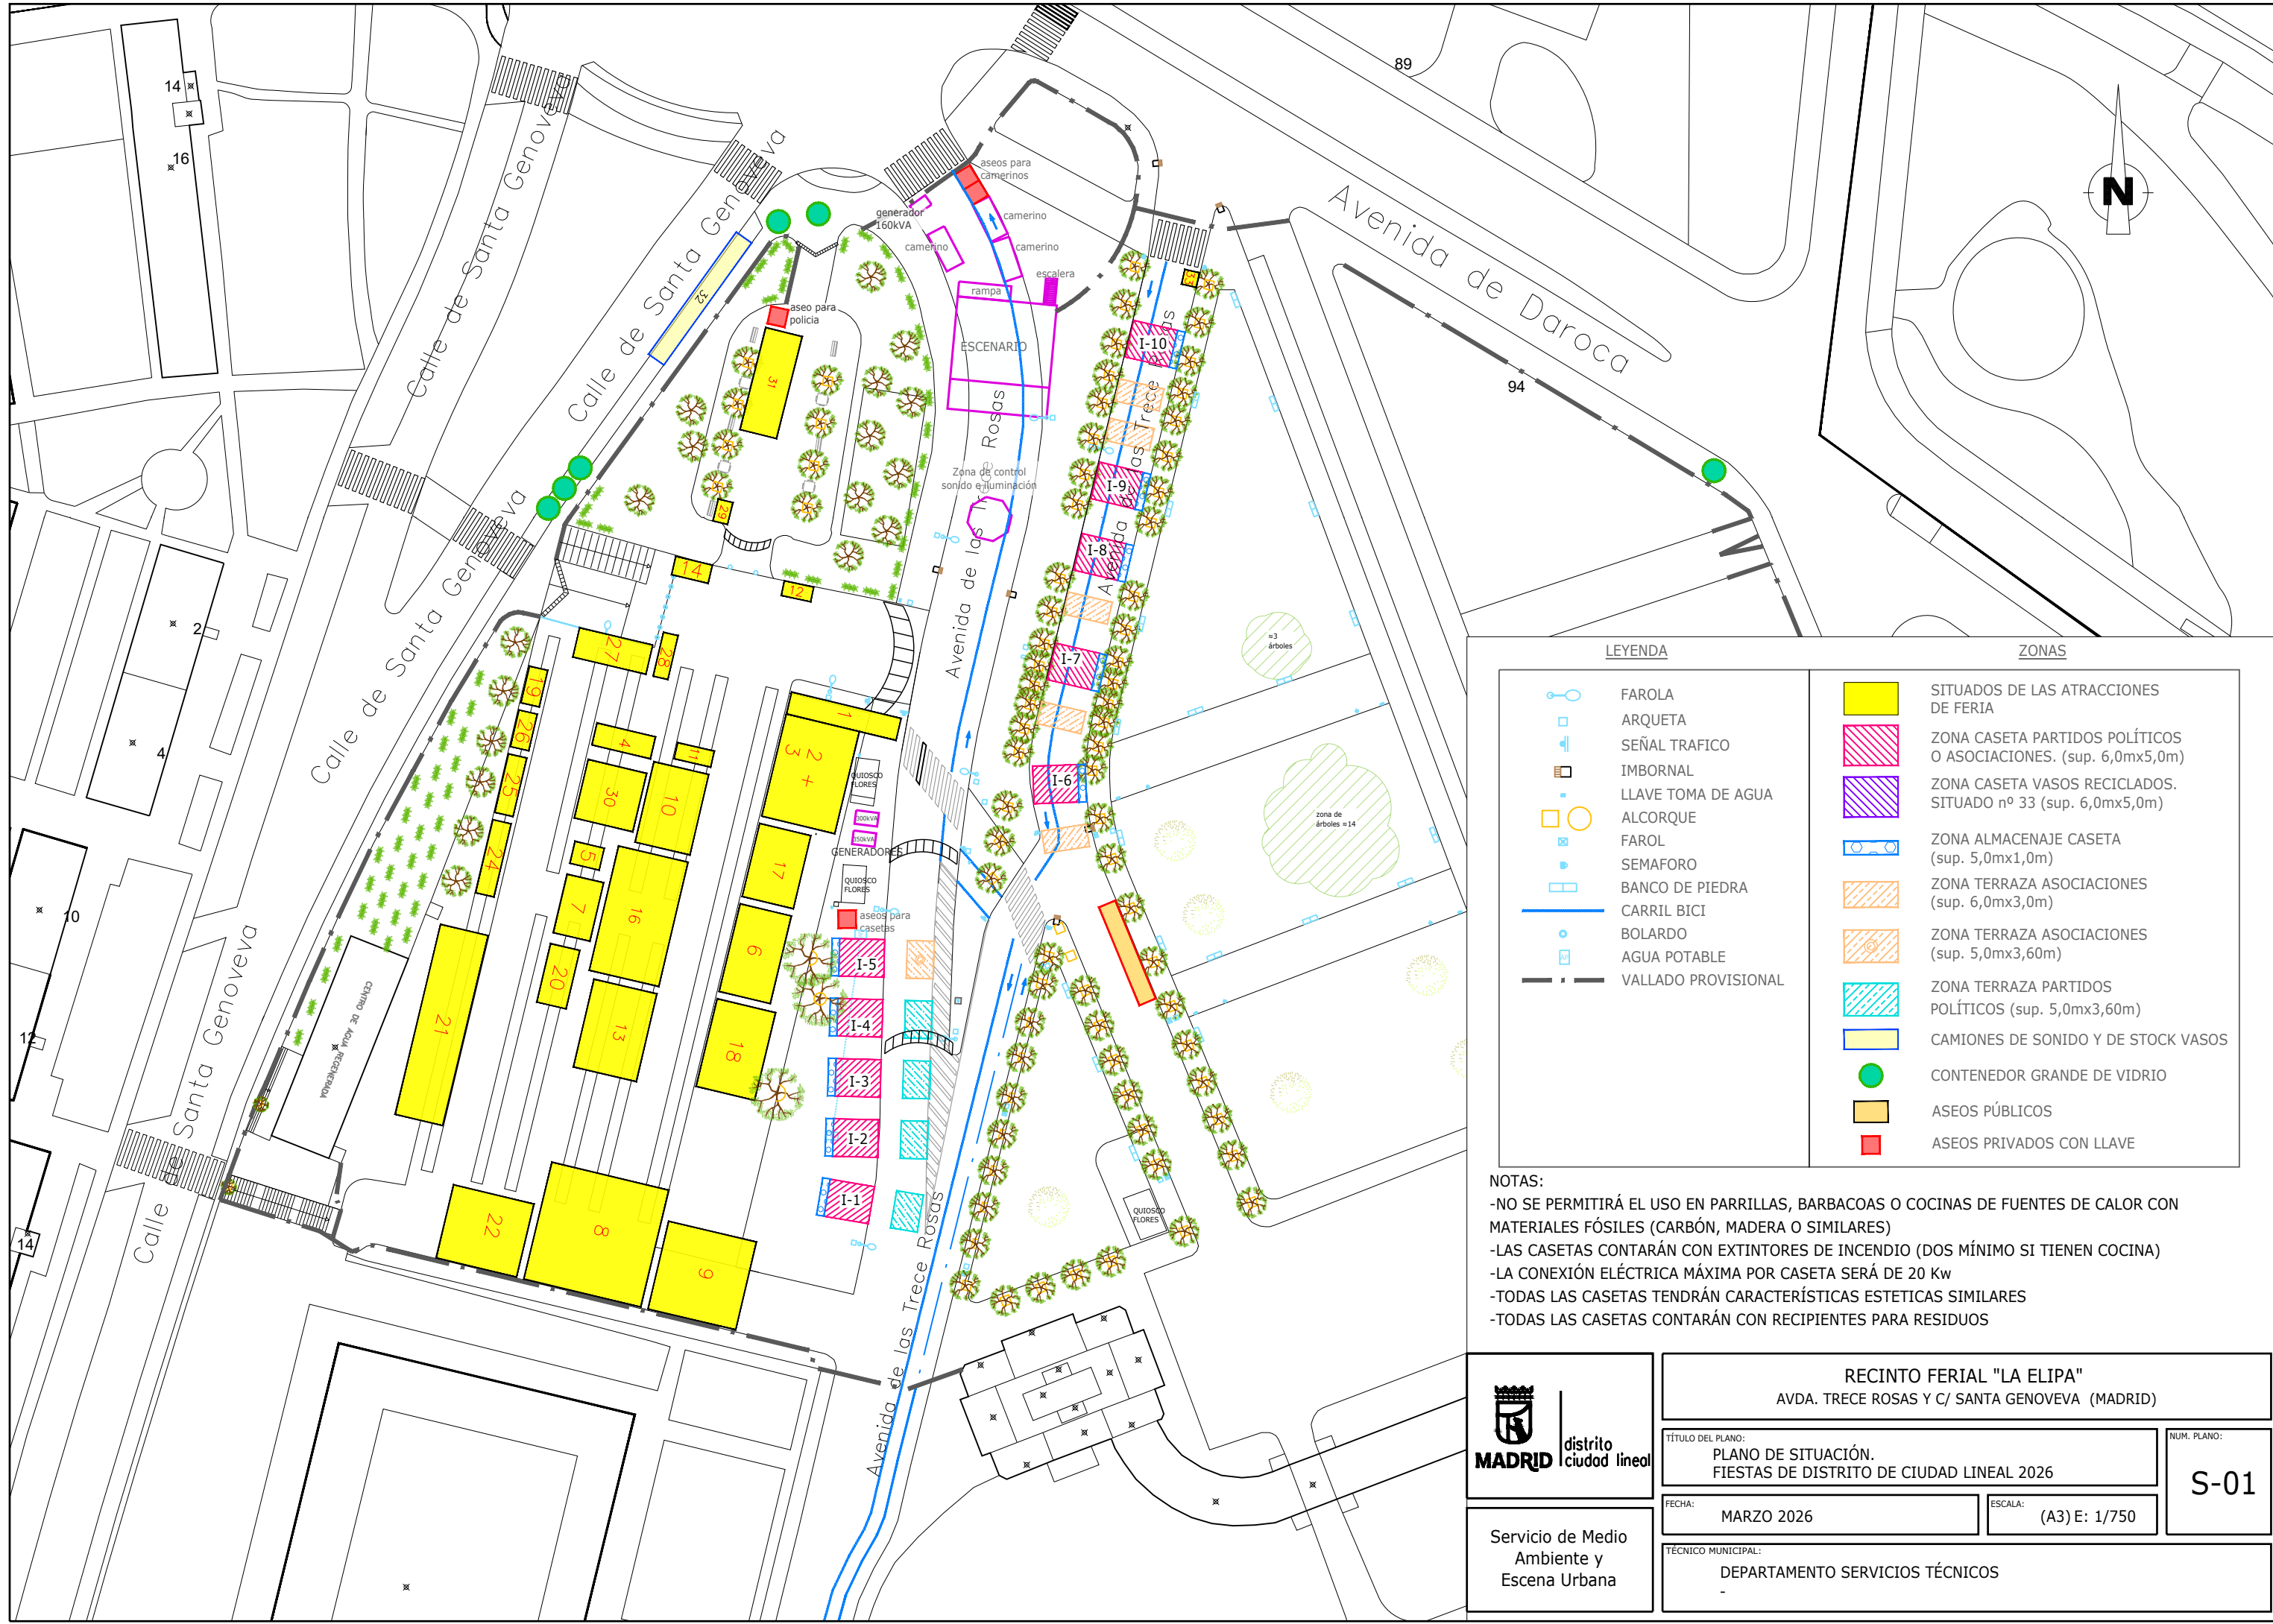 14
16
89
Calle de Santa Genoveva
Calle de Santa Genoveva
aseos para
camerinos
generador
160kVA
camerino
camerino
camerino
escalera
rampa
ESCENARIO
Avenida de Daroca
N
94
32
aseo para
policia
31
29
33
I-10
Avenida de las Trece Rosas
Zona de control
sonido e iluminación
Avenida de las Trece Rosas
I-9
I-8
I-7
I-6
14
12
27
28
19
26
25
24
4
11
30
10
1
2 +
3
QUIOSCO
FLORES
300kVA
350kVA
GENERADORES
QUIOSCO
FLORES
aseos para
casetas
5
7
16
17
6
20
13
18
21
22
8
9
I-5
I-4
I-3
I-2
I-1
CENTRO DE AGUA REGENERADA
2
4
10
12
14
Calle de Santa Genoveva
Calle de Santa Genoveva
≈3
árboles
zona de
árboles ≈14
QUIOSCO
FLORES
Avenida de las Trece Rosas
LEYENDA
FAROLA
ARQUETA
SEÑAL TRAFICO
IMBORNAL
LLAVE TOMA DE AGUA
ALCORQUE
FAROL
SEMAFORO
BANCO DE PIEDRA
CARRIL BICI
BOLARDO
AGUA POTABLE
VALLADO PROVISIONAL
ZONAS
SITUADOS DE LAS ATRACCIONES
DE FERIA
ZONA CASETA PARTIDOS POLÍTICOS
O ASOCIACIONES. (sup. 6,0mx5,0m)
ZONA CASETA VASOS RECICLADOS.
SITUADO nº 33 (sup. 6,0mx5,0m)
ZONA ALMACENAJE CASETA
(sup. 5,0mx1,0m)
ZONA TERRAZA ASOCIACIONES
(sup. 6,0mx3,0m)
ZONA TERRAZA ASOCIACIONES
(sup. 5,0mx3,60m)
ZONA TERRAZA PARTIDOS
POLÍTICOS (sup. 5,0mx3,60m)
CAMIONES DE SONIDO Y DE STOCK VASOS
CONTENEDOR GRANDE DE VIDRIO
ASEOS PÚBLICOS
ASEOS PRIVADOS CON LLAVE
NOTAS:
-NO SE PERMITIRÁ EL USO EN PARRILLAS, BARBACOAS O COCINAS DE FUENTES DE CALOR CON
MATERIALES FÓSILES (CARBÓN, MADERA O SIMILARES)
-LAS CASETAS CONTARÁN CON EXTINTORES DE INCENDIO (DOS MÍNIMO SI TIENEN COCINA)
-LA CONEXIÓN ELÉCTRICA MÁXIMA POR CASETA SERÁ DE 20 Kw
-TODAS LAS CASETAS TENDRÁN CARACTERÍSTICAS ESTETICAS SIMILARES
-TODAS LAS CASETAS CONTARÁN CON RECIPIENTES PARA RESIDUOS
MADRID
distrito
ciudad lineal
Servicio de Medio
Ambiente y
Escena Urbana
RECINTO FERIAL "LA ELIPA"
AVDA. TRECE ROSAS Y C/ SANTA GENOVEVA (MADRID)
TÍTULO DEL PLANO:
PLANO DE SITUACIÓN.
FIESTAS DE DISTRITO DE CIUDAD LINEAL 2026
NUM. PLANO:
S-01
FECHA:
MARZO 2026
ESCALA:
(A3) E: 1/750
TÉCNICO MUNICIPAL:
DEPARTAMENTO SERVICIOS TÉCNICOS
-